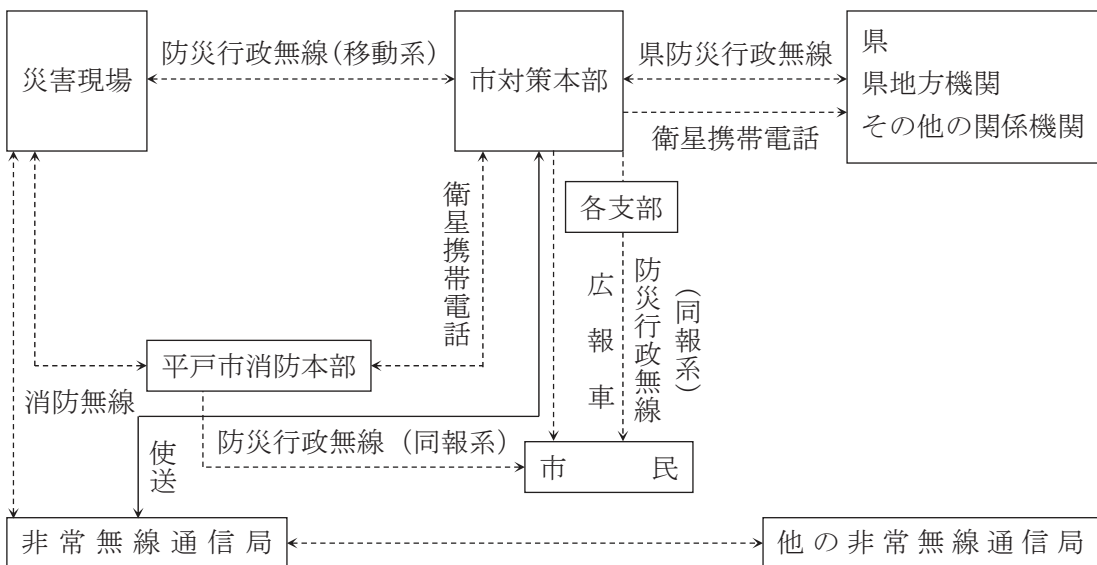 防災行政無線(移動系)
県防災行政無線
災害現場
市対策本部
県
県地方機関
その他の関係機関
衛星携帯電話
衛星携帯電話
各支部
広報車
防災行政無線
(同報系)
平戸市消防本部
消防無線
使送
防災行政無線(同報系)
市民
非常無線通信局
他の非常無線通信局